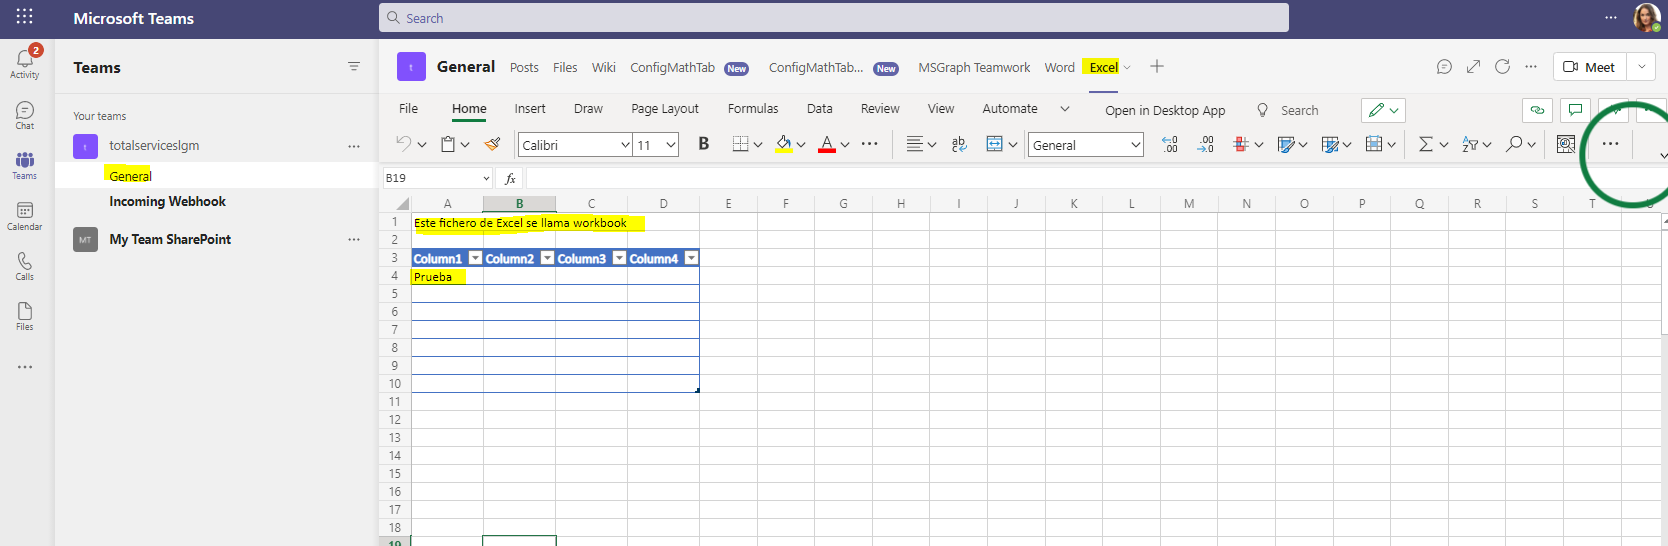 Microsoft Teams
Search
2
Activity
Chat
Teams
Calendar
Calls
Files
Teams
Your teams
t totalserviceslgm
General
Incoming Webhook
MT My Team SharePoint
t General Posts Files Wiki ConfigMathTab New ConfigMathTab... New MSGraph Teamwork Word Excel Meet
File Home Insert Draw Page Layout Formulas Data Review View Automate Open in Desktop App Search
Calibri 11 B A ab General .00 .00
B19 fx
A B C D E F G H I J K L M N O P Q R S T
1 Este fichero de Excel se llama workbook
2
3 Column1 Column2 Column3 Column4
4 Prueba
5
6
7
8
9
10
11
12
13
14
15
16
17
18
19